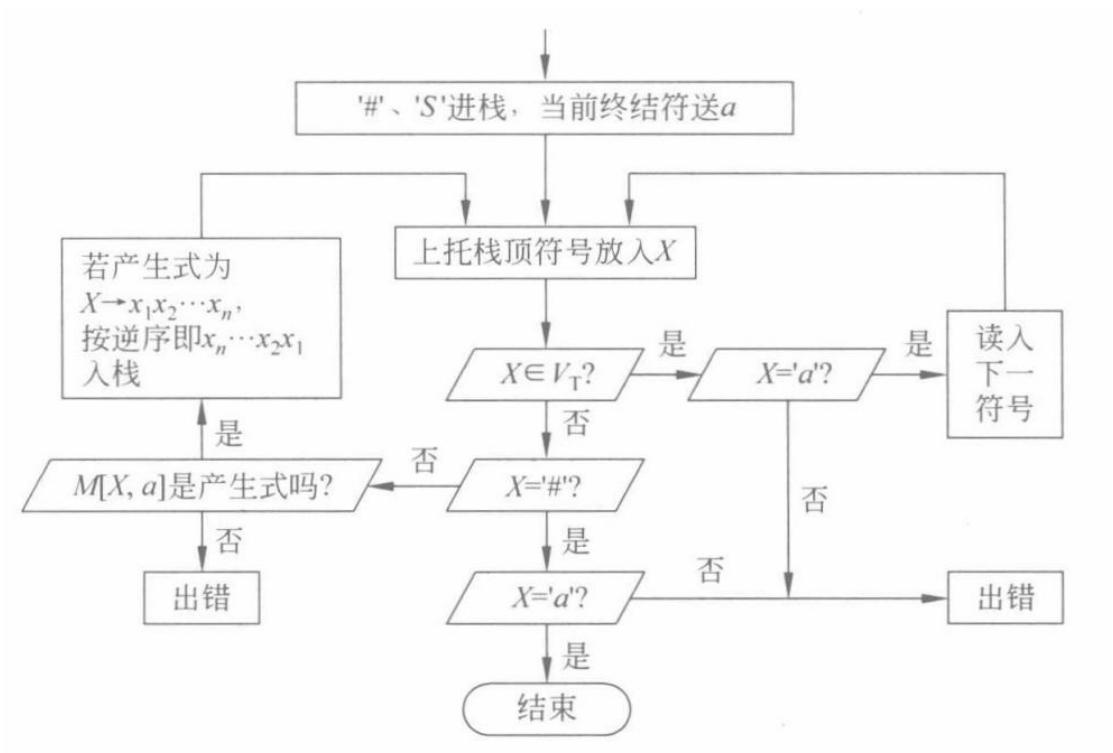 '#'、'S'进栈，当前终结符送a
上托栈顶符号放入X
若产生式为
X→x₁x₂⋯xₙ,
按逆序即xₙ⋯x₂x₁
入栈
X∈V_T?
是
X='a'?
是
读入
下一
符号
否
是
M[X, a]是产生式吗?
否
X='#'?
否
否
是
出错
X='a'?
否
出错
是
结束